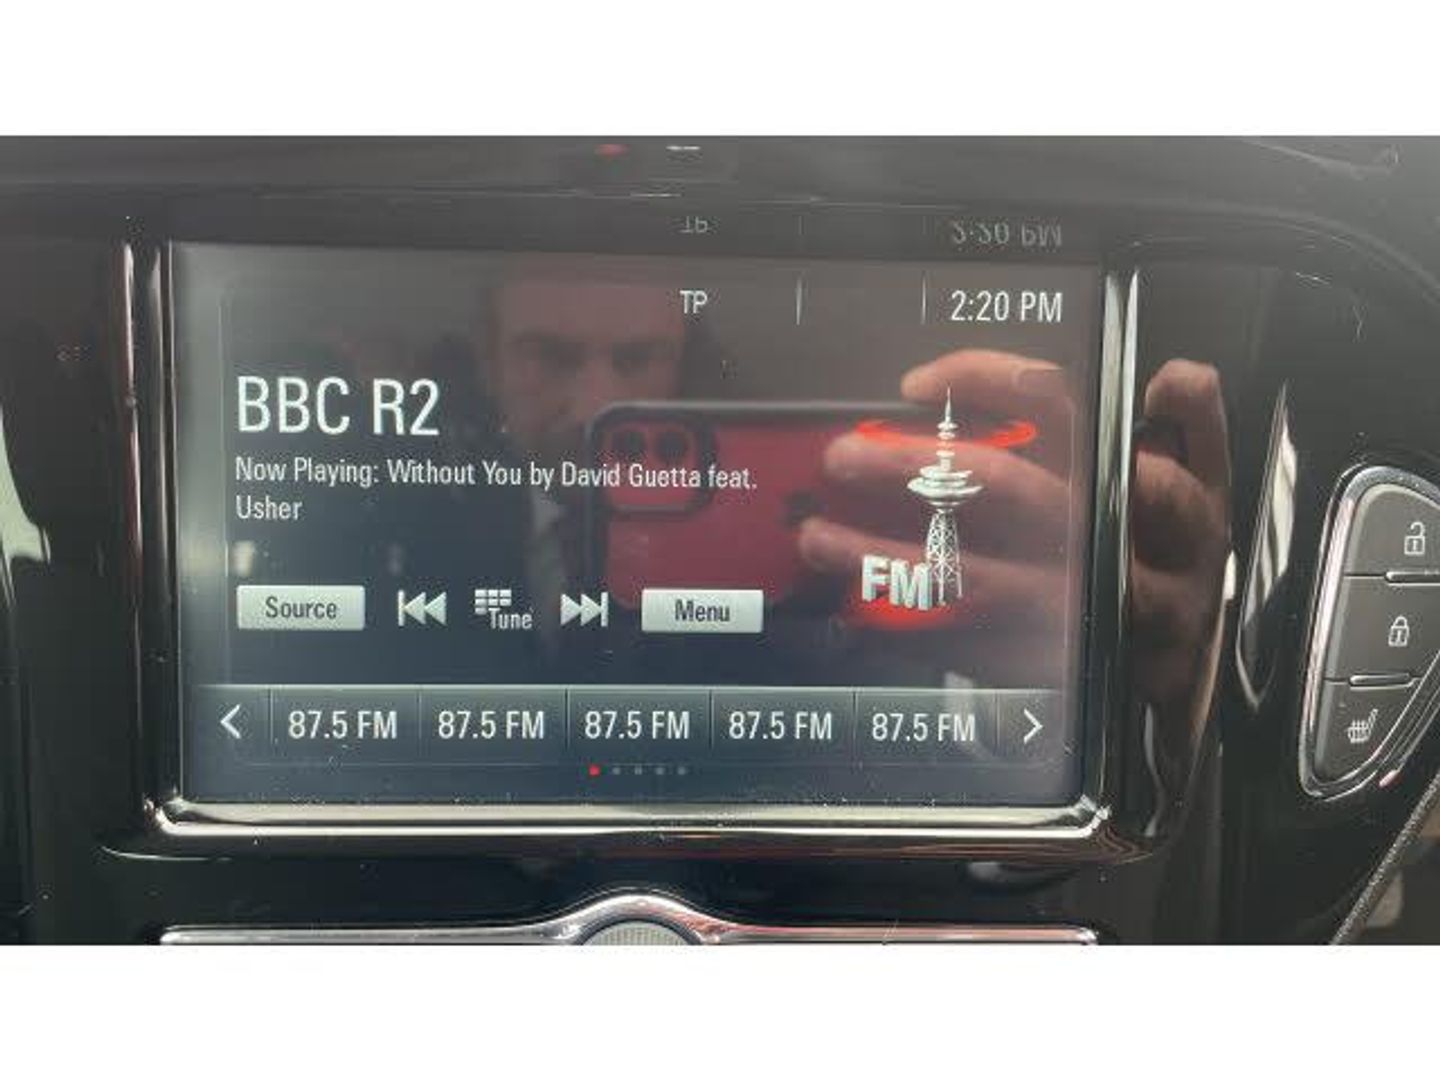 TP
2:20 PM
BBC R2
Now Playing: Without You by David Guetta feat.
Usher
Source
Tune
Menu
FM
87.5 FM
87.5 FM
87.5 FM
87.5 FM
87.5 FM